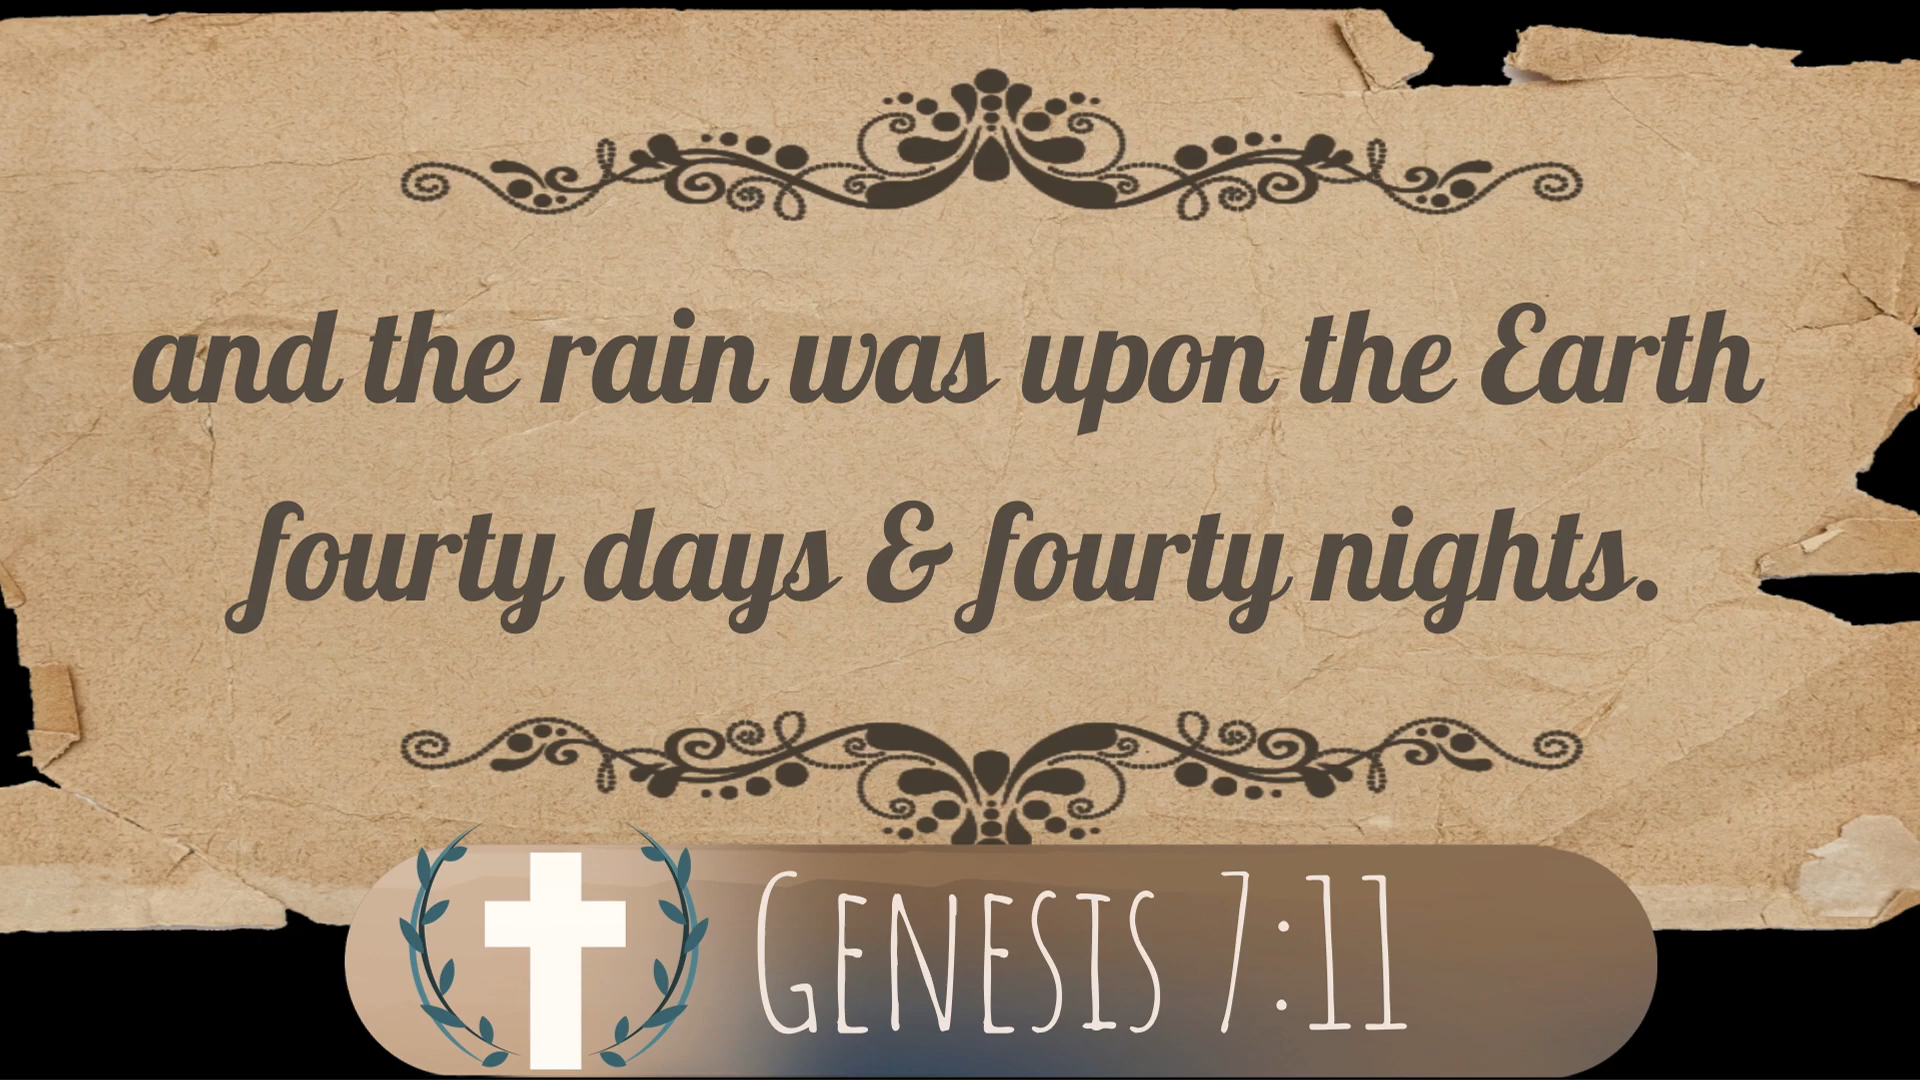 and the rain was upon the Earth
fourty days & fourty nights.
Genesis 7:11